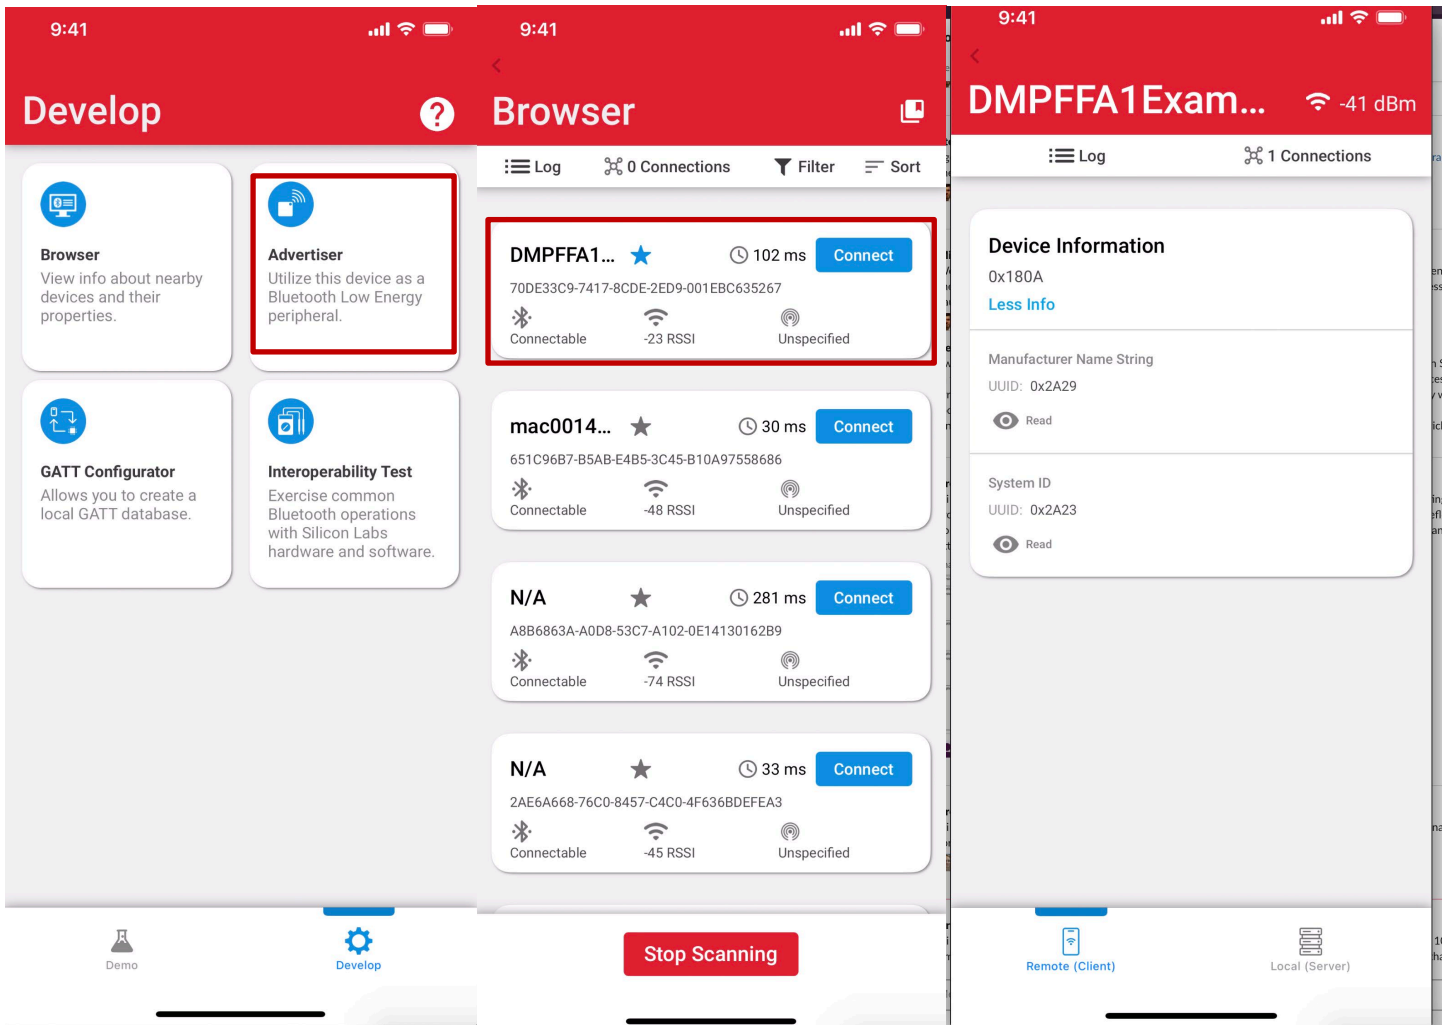 9:41
Develop
?
Browser
View info about nearby
devices and their
properties.
Advertiser
Utilize this device as a
Bluetooth Low Energy
peripheral.
GATT Configurator
Allows you to create a
local GATT database.
Interoperability Test
Exercise common
Bluetooth operations
with Silicon Labs
hardware and software.
Demo
Develop
9:41
Browser
Log
0 Connections
Filter
Sort
DMPFFA1...
102 ms
Connect
70DE33C9-7417-8CDE-2ED9-001EBC635267
Connectable
-23 RSSI
Unspecified
mac0014...
30 ms
Connect
651C96B7-B5AB-E4B5-3C45-B10A97558686
Connectable
-48 RSSI
Unspecified
N/A
281 ms
Connect
A8B6863A-A0D8-53C7-A102-0E14130162B9
Connectable
-74 RSSI
Unspecified
N/A
33 ms
Connect
2AE6A668-76C0-8457-C4C0-4F636BDEFEA3
Connectable
-45 RSSI
Unspecified
Stop Scanning
9:41
DMPFFA1Exam...
-41 dBm
Log
1 Connections
Device Information
0x180A
Less Info
Manufacturer Name String
UUID: 0x2A29
Read
System ID
UUID: 0x2A23
Read
Remote (Client)
Local (Server)